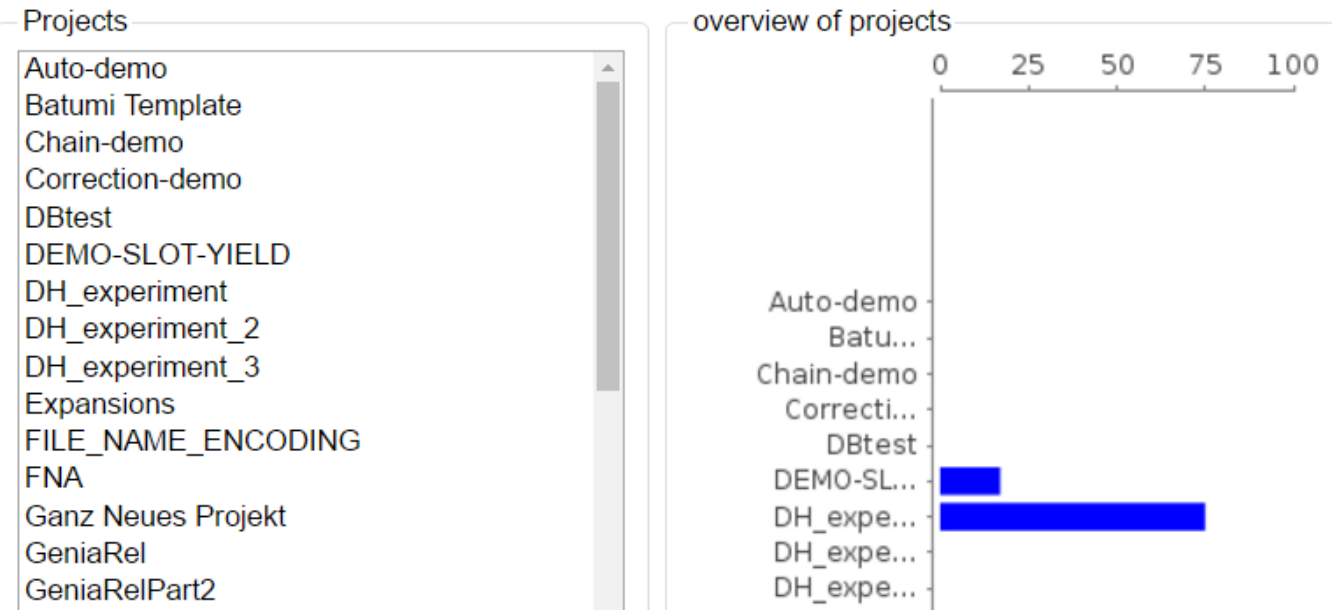 Projects
Auto-demo
Batumi Template
Chain-demo
Correction-demo
DBtest
DEMO-SLOT-YIELD
DH_experiment
DH_experiment_2
DH_experiment_3
Expansions
FILE_NAME_ENCODING
FNA
Ganz Neues Projekt
GeniaRel
GeniaRelPart2
overview of projects
0 25 50 75 100
Auto-demo
Batu...
Chain-demo
Correcti...
DBtest
DEMO-SL...
DH_expe...
DH_expe...
DH_expe...